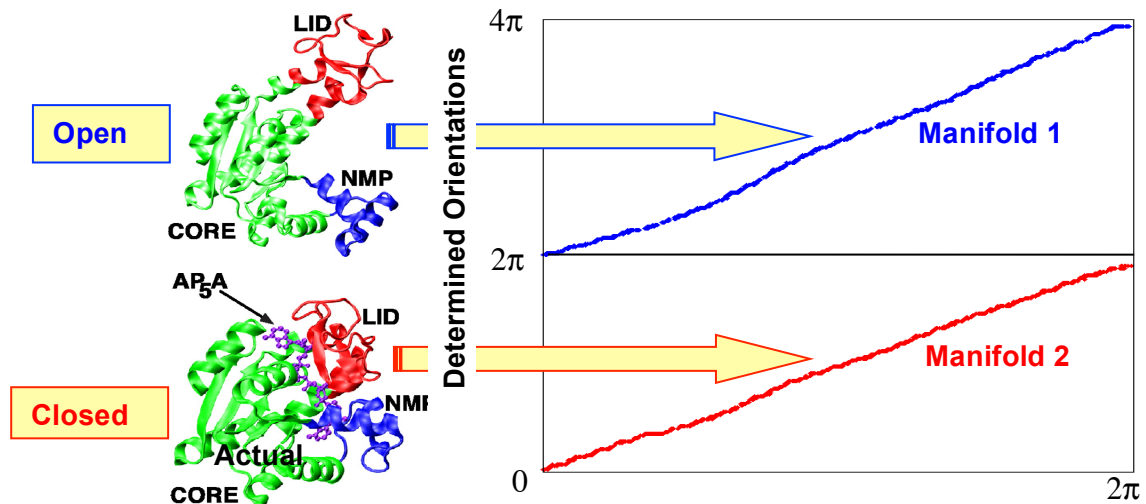 LID
Open
NMP
CORE
AP5A
LID
Closed
NMP
Actual
CORE
Determined Orientations
4π
Manifold 1
2π
Manifold 2
0
2π